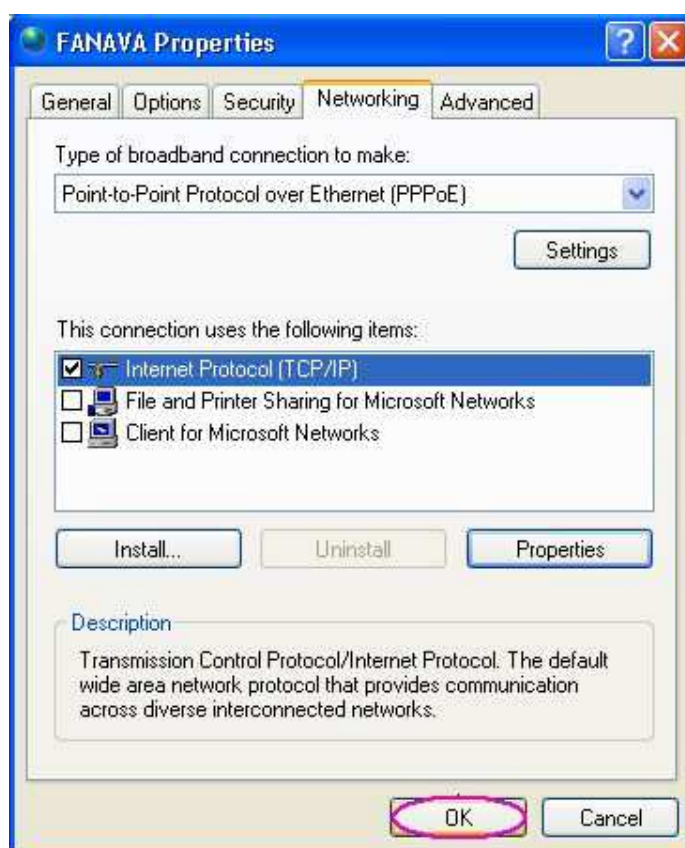 FANAVA Properties
General Options Security Networking Advanced
Type of broadband connection to make:
Point-to-Point Protocol over Ethernet (PPPoE)
Settings
This connection uses the following items:
Internet Protocol (TCP/IP)
File and Printer Sharing for Microsoft Networks
Client for Microsoft Networks
Install... Uninstall Properties
Description
Transmission Control Protocol/Internet Protocol. The default
wide area network protocol that provides communication
across diverse interconnected networks.
OK Cancel